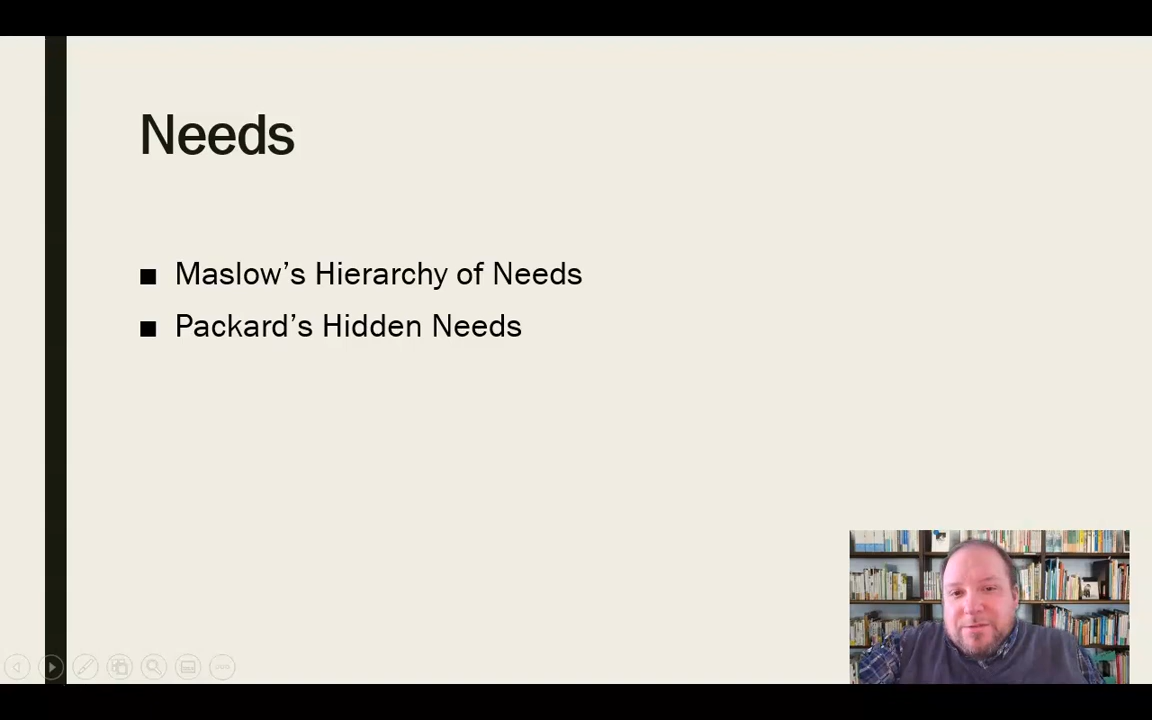 Needs
■ Maslow’s Hierarchy of Needs
■ Packard’s Hidden Needs